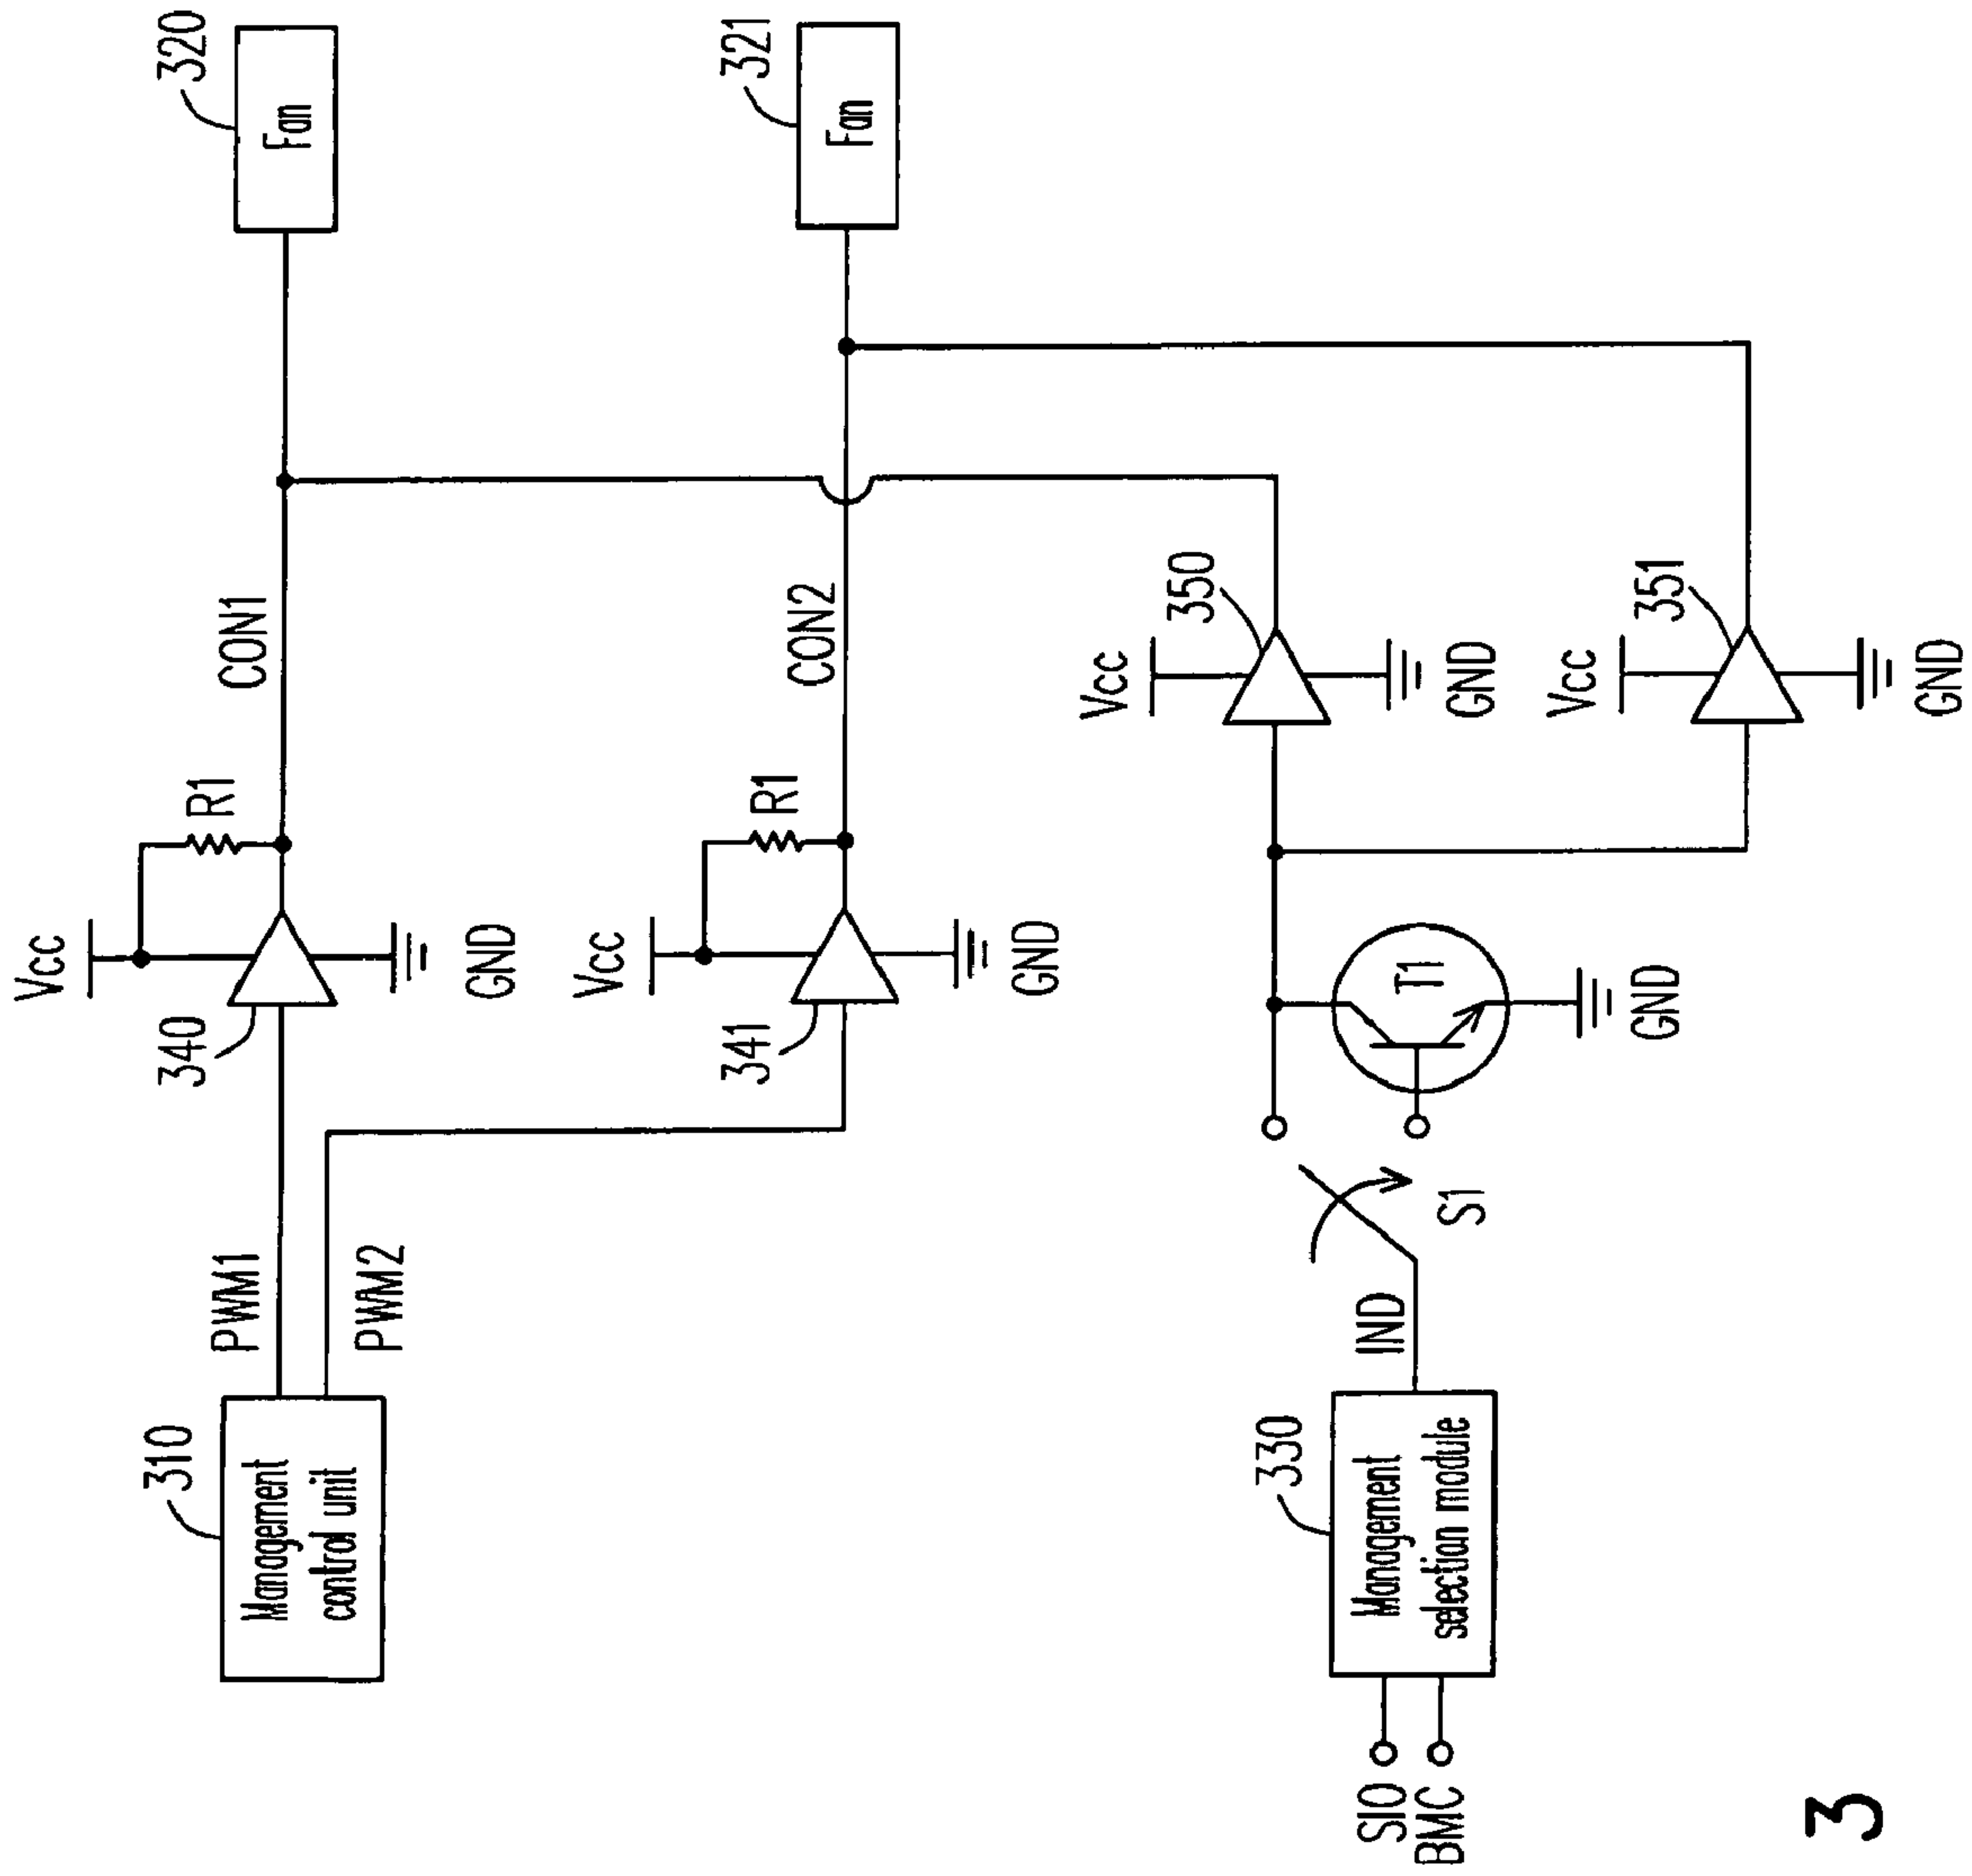 310
Management
control unit
PWM1
PWM2
340
Vcc
GND
R1
CON1
320
Fan
341
Vcc
GND
R1
CON2
321
Fan
SIO
BMC
330
Management
selection module
IND
S1
T1
GND
Vcc
350
GND
Vcc
351
GND
3